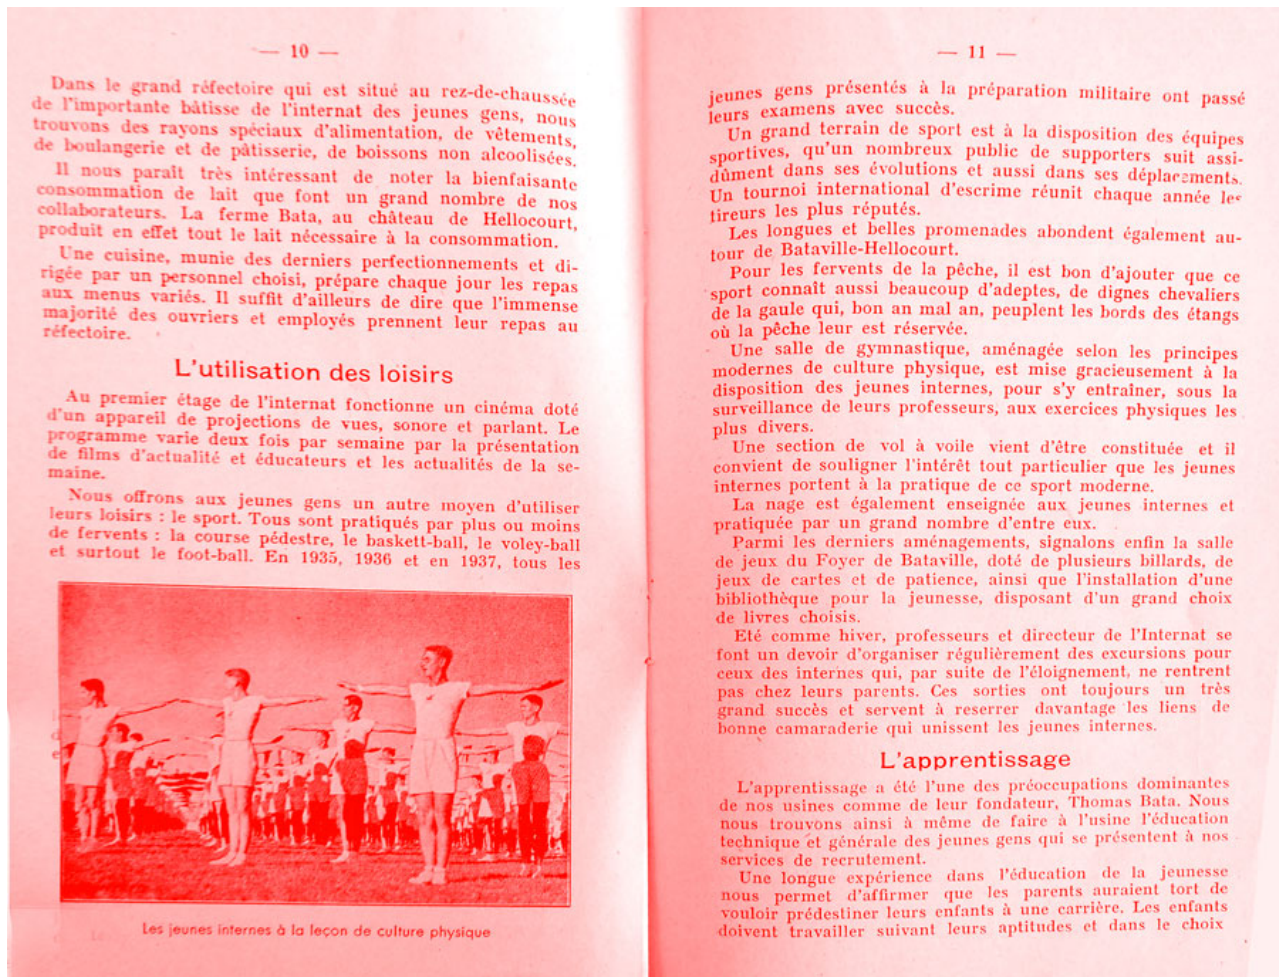 — 10 —
Dans le grand réfectoire qui est situé au rez-de-chaussée
de l'importante bâtisse de l'internat des jeunes gens, nous
trouvons des rayons spéciaux d'alimentation, de vêtements,
de boulangerie et de pâtisserie, de boissons non alcoolisées.
Il nous paraît très intéressant de noter la bienfaisante
consommation de lait que font un grand nombre de nos
collaborateurs. La ferme Bata, au château de Hellocourt,
produit en effet tout le lait nécessaire à la consommation.
Une cuisine, munie des derniers perfectionnements et di-
rigée par un personnel choisi, prépare chaque jour les repas
aux menus variés. Il suffit d'ailleurs de dire que l'immense
majorité des ouvriers et employés prennent leur repas au
réfectoire.
L'utilisation des loisirs
Au premier étage de l'internat fonctionne un cinéma doté
d'un appareil de projections de vues, sonore et parlant. Le
programme varie deux fois par semaine par la présentation
de films d'actualité et éducateurs et les actualités de la se-
maine.
Nous offrons aux jeunes gens un autre moyen d'utiliser
leurs loisirs : le sport. Tous sont pratiqués par plus ou moins
de fervents : la course pédestre, le baskett-ball, le voley-ball
et surtout le foot-ball. En 1935, 1936 et en 1937, tous les
Les jeunes internes à la leçon de culture physique
— 11 —
jeunes gens présentés à la préparation militaire ont passé
leurs examens avec succès.
Un grand terrain de sport est à la disposition des équipes
sportives, qu'un nombreux public de supporters suit assi-
dûment dans ses évolutions et aussi dans ses déplacements.
Un tournoi international d'escrime réunit chaque année les
tireurs les plus réputés.
Les longues et belles promenades abondent également au-
tour de Bataville-Hellocourt.
Pour les fervents de la pêche, il est bon d'ajouter que ce
sport connaît aussi beaucoup d'adeptes, de dignes chevaliers
de la gaule qui, bon an mal an, peuplent les bords des étangs
où la pêche leur est réservée.
Une salle de gymnastique, aménagée selon les principes
modernes de culture physique, est mise gracieusement à la
disposition des jeunes internes, pour s'y entraîner, sous la
surveillance de leurs professeurs, aux exercices physiques les
plus divers.
Une section de vol à voile vient d'être constituée et il
convient de souligner l'intérêt tout particulier que les jeunes
internes portent à la pratique de ce sport moderne.
La nage est également enseignée aux jeunes internes et
pratiquée par un grand nombre d'entre eux.
Parmi les derniers aménagements, signalons enfin la salle
de jeux du Foyer de Bataville, doté de plusieurs billards, de
jeux de cartes et de patience, ainsi que l'installation d'une
bibliothèque pour la jeunesse, disposant d'un grand choix
de livres choisis.
Eté comme hiver, professeurs et directeur de l'Internat se
font un devoir d'organiser régulièrement des excursions pour
ceux des internes qui, par suite de l'éloignement, ne rentrent
pas chez leurs parents. Ces sorties ont toujours un très
grand succès et servent à reserrer davantage les liens de
bonne camaraderie qui unissent les jeunes internes.
L'apprentissage
L'apprentissage a été l'une des préoccupations dominantes
de nos usines comme de leur fondateur, Thomas Bata. Nous
nous trouvons ainsi à même de faire à l'usine l'éducation
technique et générale des jeunes gens qui se présentent à nos
services de recrutement.
Une longue expérience dans l'éducation de la jeunesse
nous permet d'affirmer que les parents auraient tort de
vouloir prédestiner leurs enfants à une carrière. Les enfants
doivent travailler suivant leurs aptitudes et dans le choix